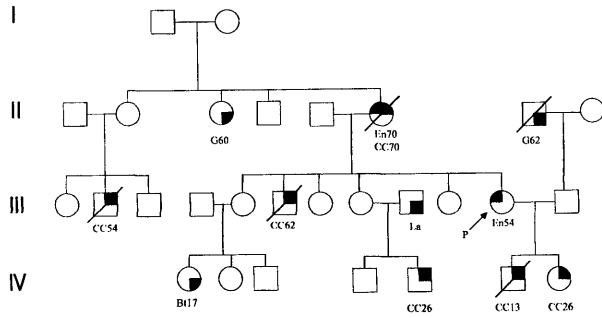 I
II
G60
En70
CC70
G62
III
CC54
CC62
La
P
En54
IV
Bt17
CC26
CC13
CC26